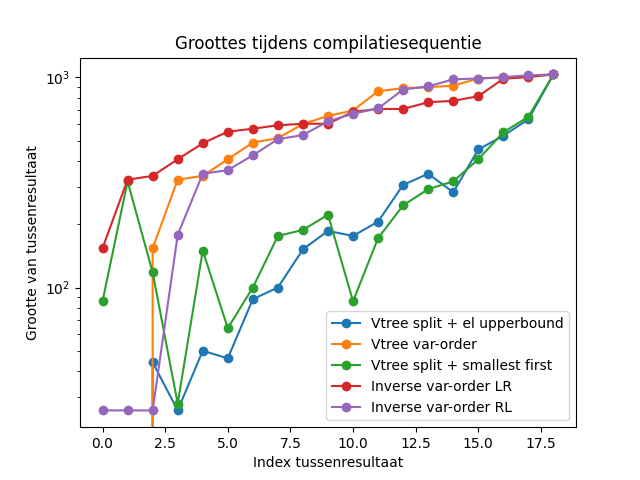 Groottes tijdens compilatiesequentie
Grootte van tussenresultaat
10³
10²
Vtree split + el upperbound
Vtree var-order
Vtree split + smallest first
Inverse var-order LR
Inverse var-order RL
0.0 2.5 5.0 7.5 10.0 12.5 15.0 17.5
Index tussenresultaat